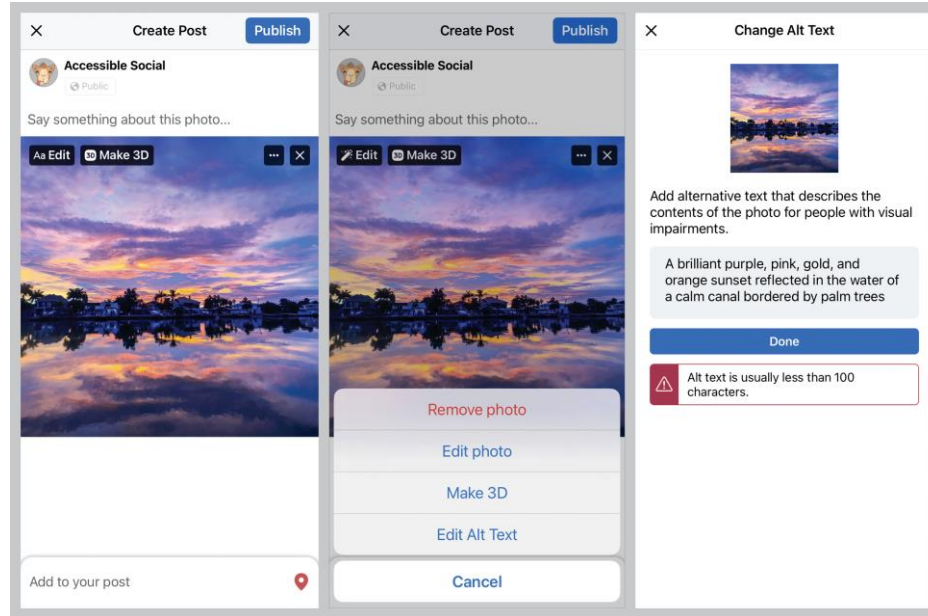 Create Post
Publish
Accessible Social
Public
Say something about this photo...
Aa Edit
3D Make 3D
Add to your post
Create Post
Publish
Accessible Social
Public
Say something about this photo...
Edit
3D Make 3D
Remove photo
Edit photo
Make 3D
Edit Alt Text
Cancel
Change Alt Text
Add alternative text that describes the
contents of the photo for people with visual
impairments.
A brilliant purple, pink, gold, and
orange sunset reflected in the water of
a calm canal bordered by palm trees
Done
Alt text is usually less than 100
characters.